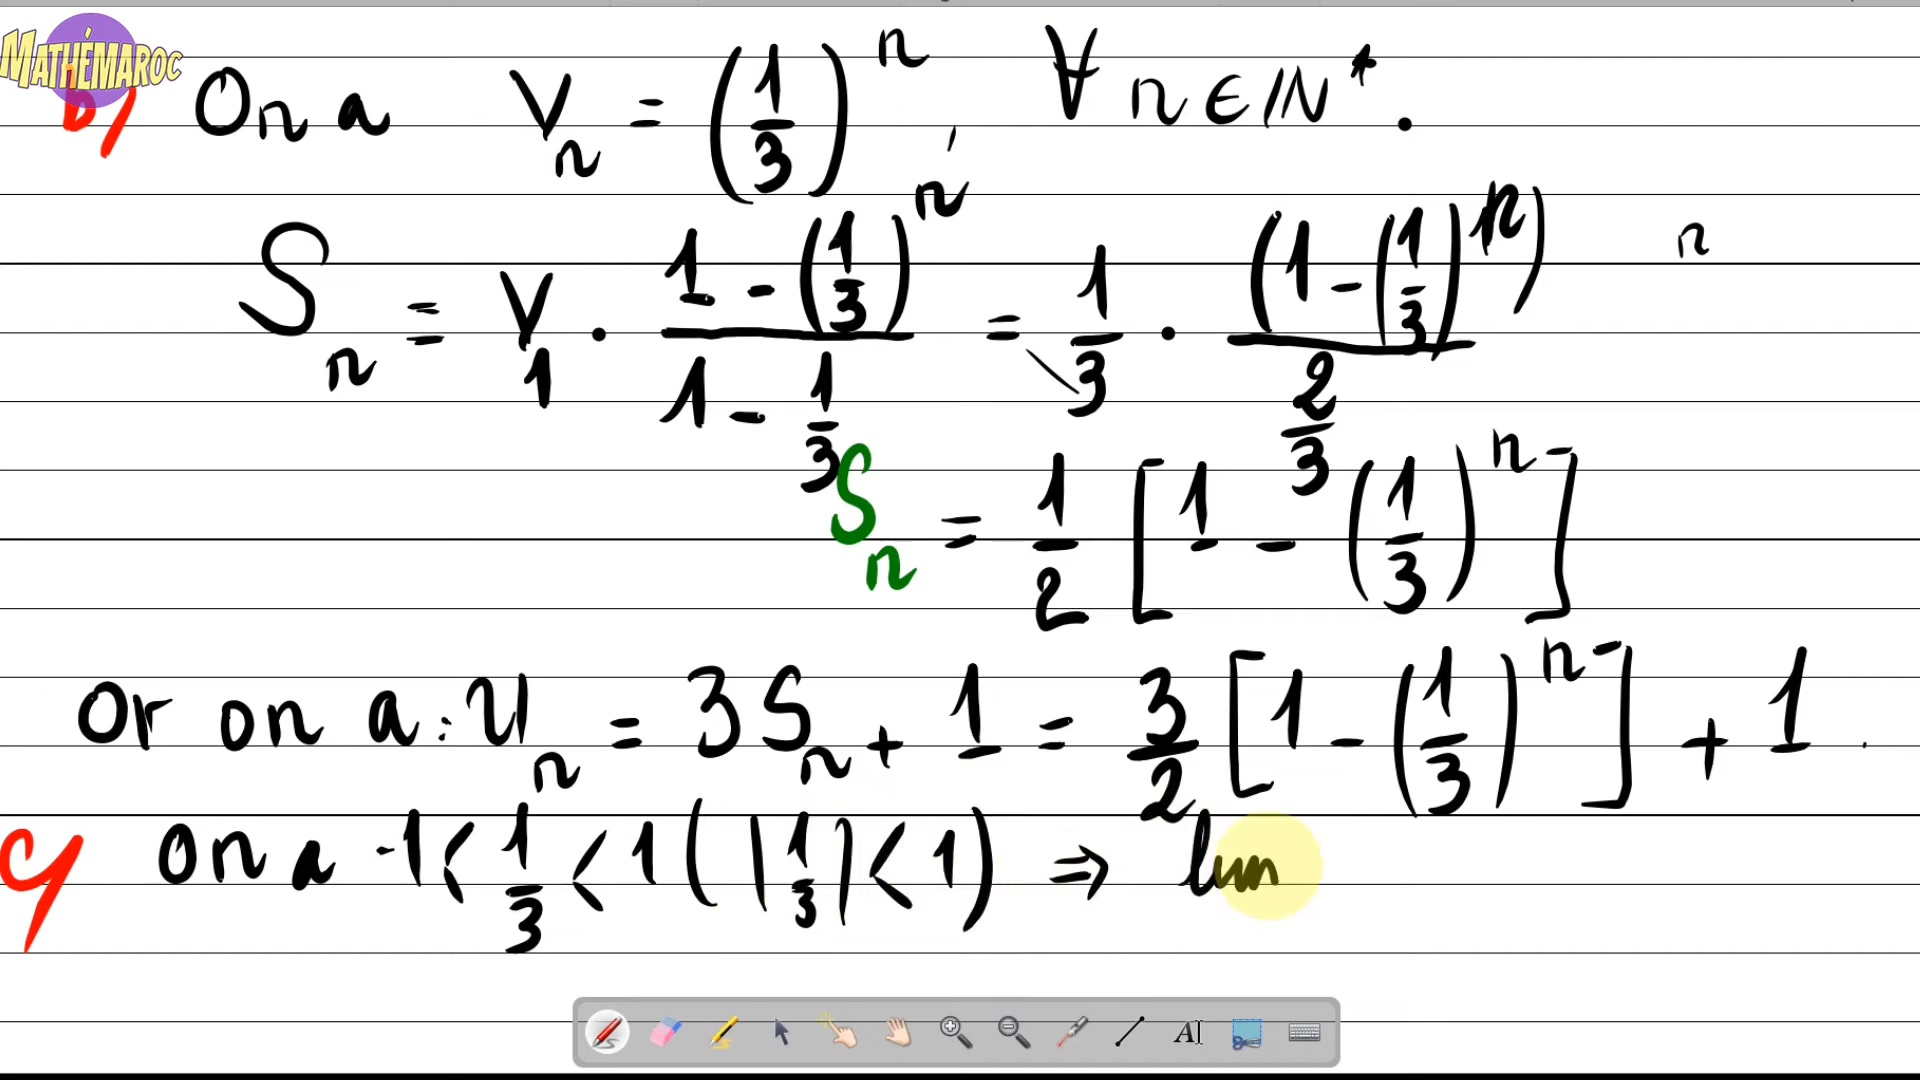 MATHÉMAROC
b) On a V_n = (1/3)^n, ∀ n ∈ IN*.
S_n = V_1 · (1 - (1/3)^n)/(1 - 1/3) = 1/3 · (1 - (1/3)^n)/(2/3) n
S_n = 1/2 [1 - (1/3)^n]
Or on a : U_n = 3S_n + 1 = 3/2 [1 - (1/3)^n] + 1.
c) On a -1 < 1/3 < 1 (|1/3| < 1) ⇒ lim